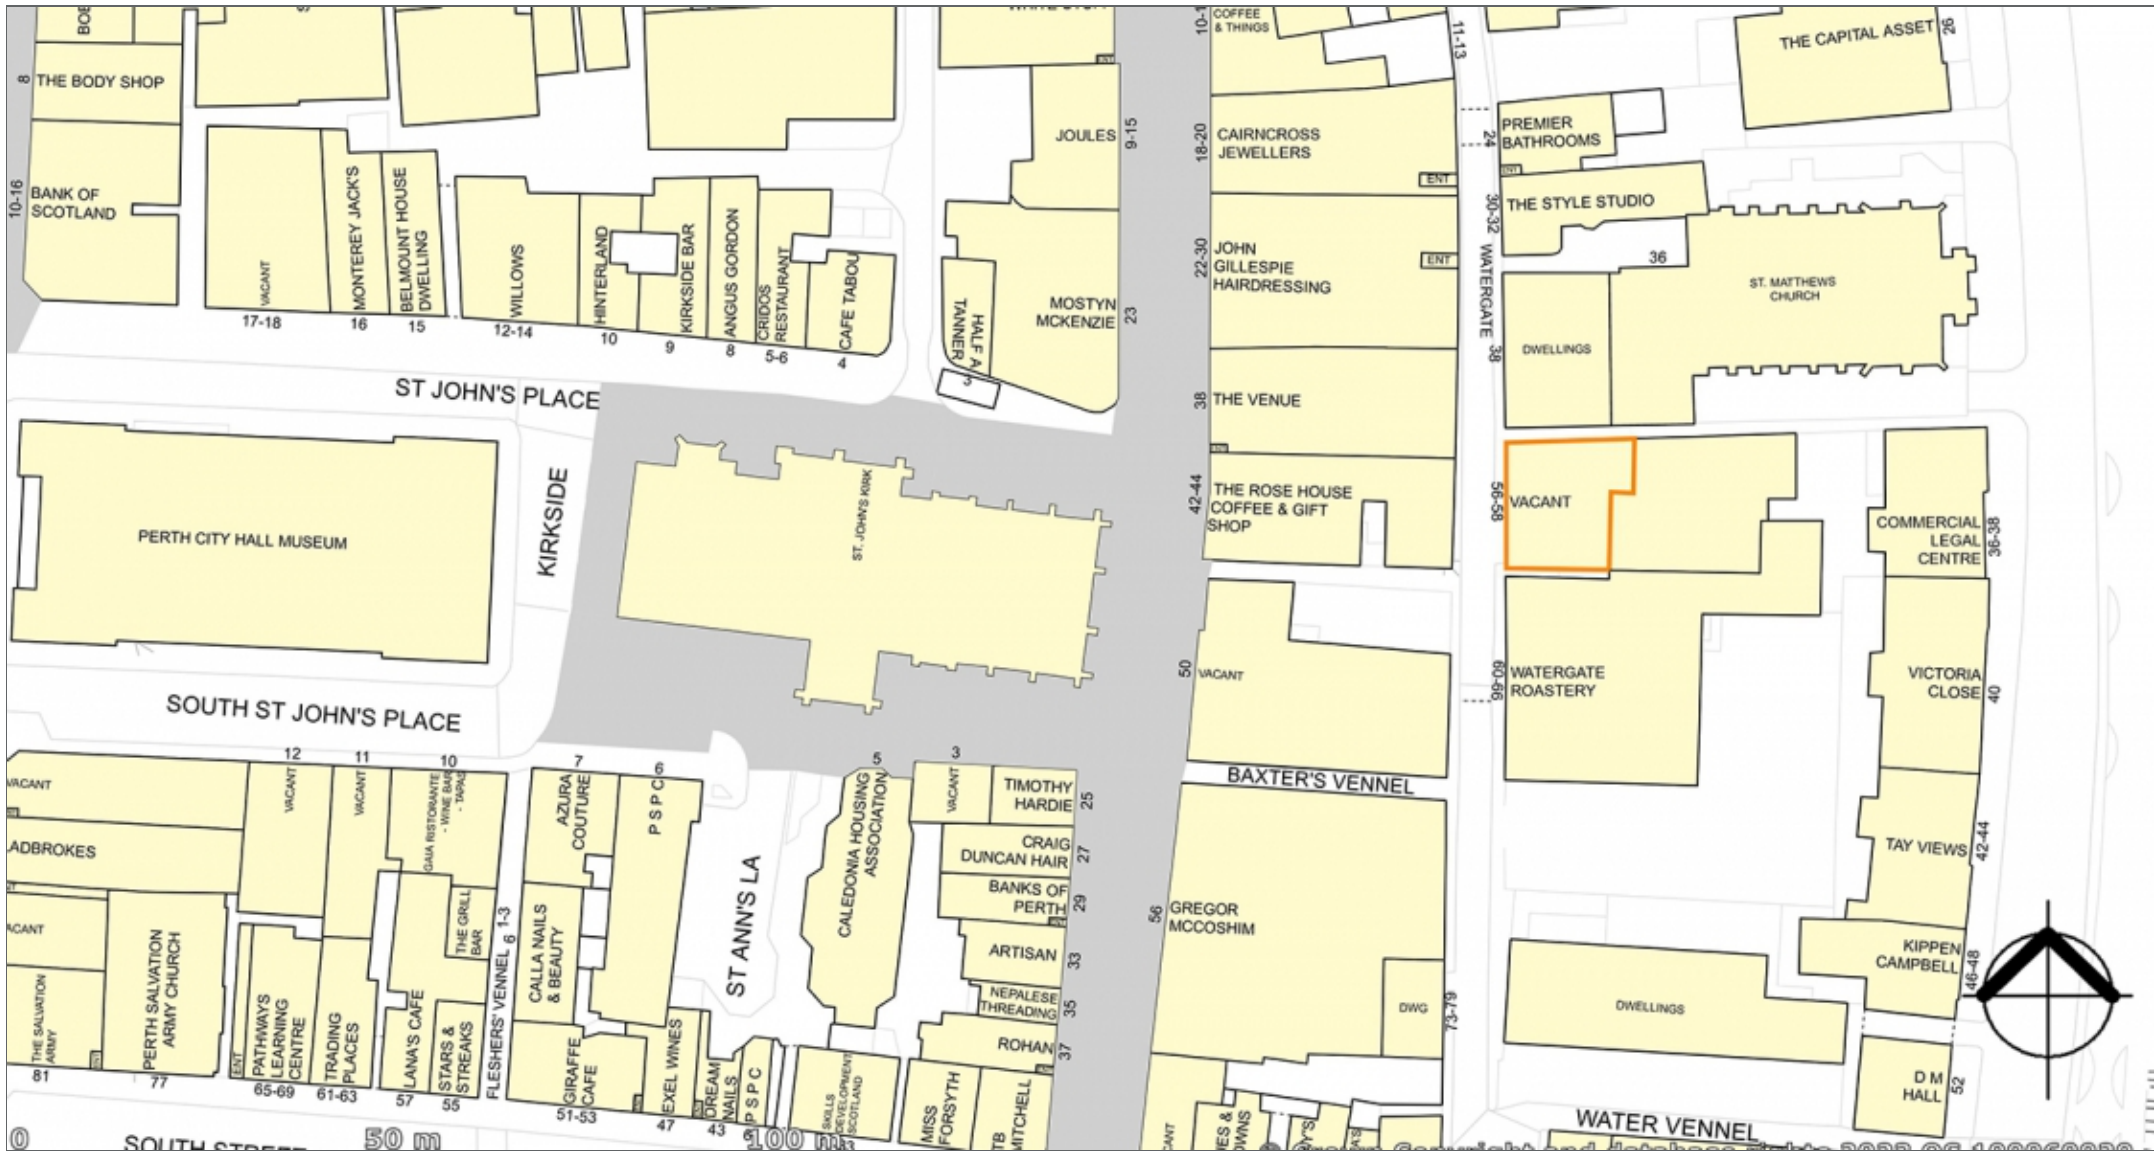 8
THE BODY SHOP
10-16
BANK OF
SCOTLAND
VACANT
17-18
MONTEREY JACK'S
16
BELMOUNT HOUSE
DWELLING
15
WILLOWS
12-14
HINTERLAND
10
KIRKSIDE BAR
9
ANGUS GORDON
8
CRIDOS
RESTAURANT
5-6
CAFE TABOU
4
HALF A
TANNER
3
ENT
JOULES
9-15
MOSTYN
MCKENZIE
23
COFFEE
& THINGS
11-13
CAIRNCROSS
JEWELLERS
18-20
ENT
JOHN
GILLESPIE
HAIRDRESSING
22-30
ENT
THE VENUE
38
ENT
THE ROSE HOUSE
COFFEE & GIFT
SHOP
42-44
THE CAPITAL ASSET
26
PREMIER
BATHROOMS
24
ENT
THE STYLE STUDIO
30-32
WATERGATE
36
ST. MATTHEWS
CHURCH
DWELLINGS
38
VACANT
56-58
COMMERCIAL
LEGAL
CENTRE
36-38
WATERGATE
ROASTERY
60-66
VICTORIA
CLOSE
40
TAY VIEWS
42-44
KIPPEN
CAMPBELL
46-48
DWELLINGS
D M
HALL
52
WATER VENNEL
ST JOHN'S PLACE
KIRKSIDE
PERTH CITY HALL MUSEUM
ST. JOHN'S KIRK
SOUTH ST JOHN'S PLACE
VACANT
50
BAXTER'S VENNEL
GREGOR
MCCOSHIM
56
DWG
73-79
VACANT
12
VACANT
11
VACANT
10
GAIA RISTORANTE
- WINE BAR
- TAPAS
7
AZURA
COUTURE
6
P S P C
5
CALEDONIA HOUSING
ASSOCIATION
3
VACANT
TIMOTHY
HARDIE
25
CRAIG
DUNCAN HAIR
27
BANKS OF
PERTH
29
ENT
ARTISAN
33
NEPALESE
THREADING
35
ROHAN
37
ST ANN'S LA
THE GRILL
BAR
FLESHERS' VENNEL
6
1-3
CALLA NAILS
& BEAUTY
THE SALVATION
ARMY
81
ENT
PERTH SALVATION
ARMY CHURCH
77
ENT
PATHWAYS
LEARNING
CENTRE
65-69
TRADING
PLACES
61-63
LANA'S CAFE
57
STARS &
STREAKS
55
GIRAFFE
CAFE
51-53
EXEL WINES
47
DREAM
NAILS
43
P S P C
SKILLS
DEVELOPMENT
SCOTLAND
MISS
FORSYTH
0
50 m
100 m